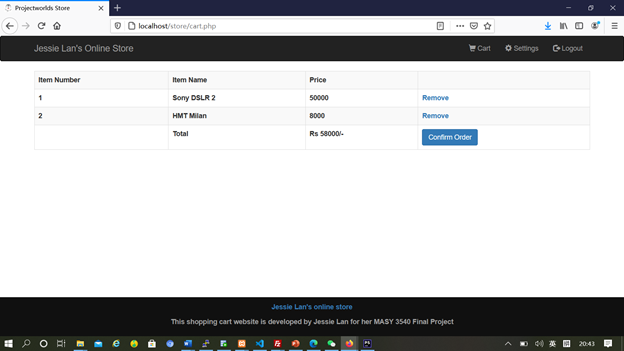 Projectworlds Store
localhost/store/cart.php
Jessie Lan's Online Store
Cart
Settings
Logout
Item Number Item Name Price
1 Sony DSLR 2 50000 Remove
2 HMT Milan 8000 Remove
Total Rs 58000/- Confirm Order
Jessie Lan's online store
This shopping cart website is developed by Jessie Lan for her MASY 3540 Final Project
英
20:43